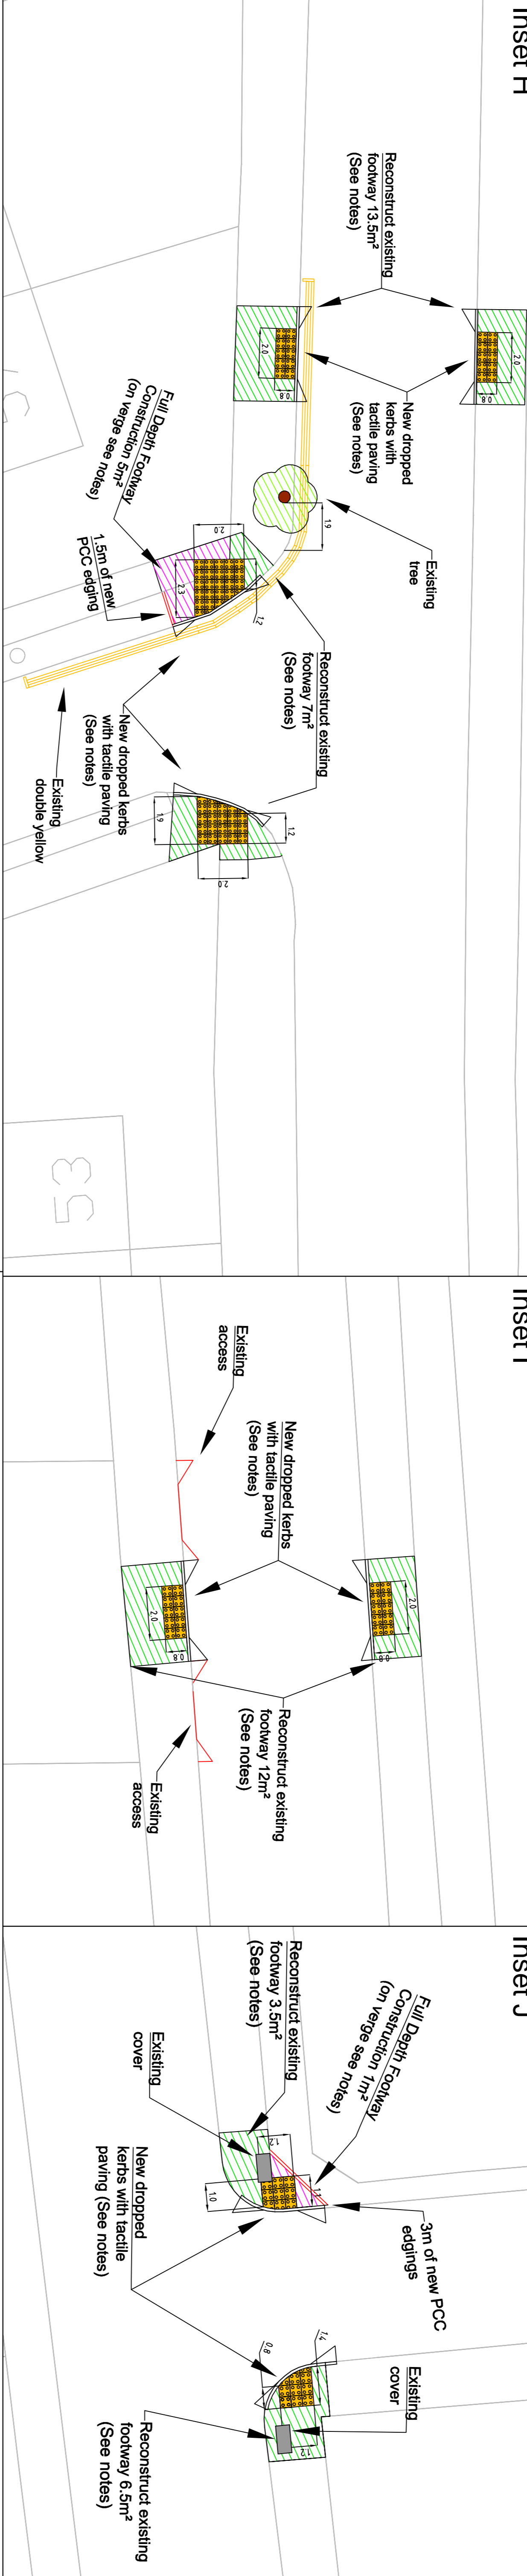 Inset H
Reconstruct existing
footway 13.5m²
(See notes)
2.0
0.8
2.0
0.8
New dropped
kerbs with
tactile paving
(See notes)
Full Depth Footway
Construction 5m²
(on verge see notes)
1.9
Existing
tree
2.0
2.3
1.2
1.5m of new
PCC edging
Reconstruct existing
footway 7m²
(See notes)
New dropped kerbs
with tactile paving
(See notes)
Existing
double yellow
1.9
1.2
2.0
53
Inset I
Existing
access
New dropped kerbs
with tactile paving
(See notes)
2.0
0.8
2.0
0.8
Reconstruct existing
footway 12m²
(See notes)
Existing
access
Inset J
Reconstruct existing
footway 3.5m²
(See notes)
Full Depth Footway
Construction 1m²
(on verge see notes)
Existing
cover
1.2
1.1
1.0
3m of new PCC
edgings
New dropped
kerbs with tactile
paving (See notes)
1.4
0.8
1.2
Existing
cover
Reconstruct existing
footway 6.5m²
(See notes)